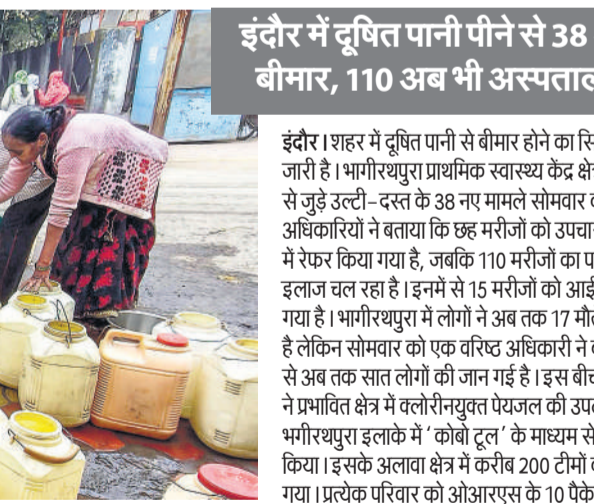 इंदौर में दूषित पानी पीने से 38
बीमार, 110 अब भी अस्पताल
इंदौर। शहर में दूषित पानी से बीमार होने का
जारी है। भागीरथपुरा प्राथमिक स्वास्थ्य केंद्र
से जुड़े उल्टी-दस्त के 38 नए मामले सोमवार
अधिकारियों ने बताया कि छह मरीजों को
में रेफर किया गया है, जबकि 110 मरीजों का
इलाज चल रहा है। इनमें से 15 मरीजों को
गया है। भागीरथपुरा में लोगों ने अब तक 17
है लेकिन सोमवार को एक वरिष्ठ अधिकारी ने
से अब तक सात लोगों की जान गई है। इस
ने प्रभावित क्षेत्र में क्लोरीनयुक्त पेयजल की
भगीरथपुरा इलाके में ‘कोबो टूल’ के माध्यम
किया। इसके अलावा क्षेत्र में करीब 200 टीमों
गया। प्रत्येक परिवार को ओआरएस के 10